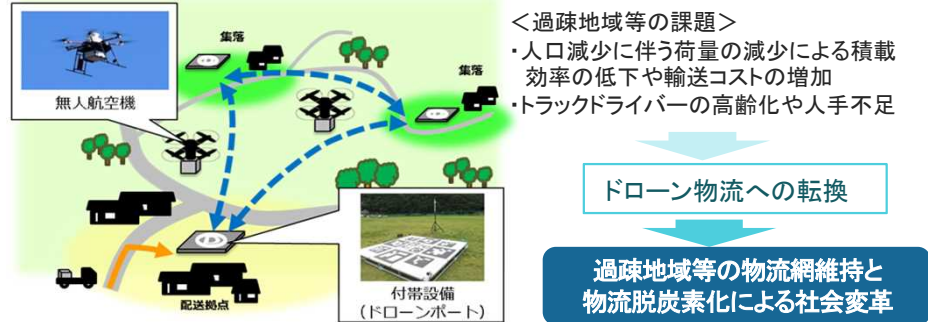 無人航空機
集落
集落
配送拠点
付帯設備
(ドローンポート)
＜過疎地域等の課題＞
・人口減少に伴う荷量の減少による積載
効率の低下や輸送コストの増加
・トラックドライバーの高齢化や人手不足
ドローン物流への転換
過疎地域等の物流網維持と
物流脱炭素化による社会変革